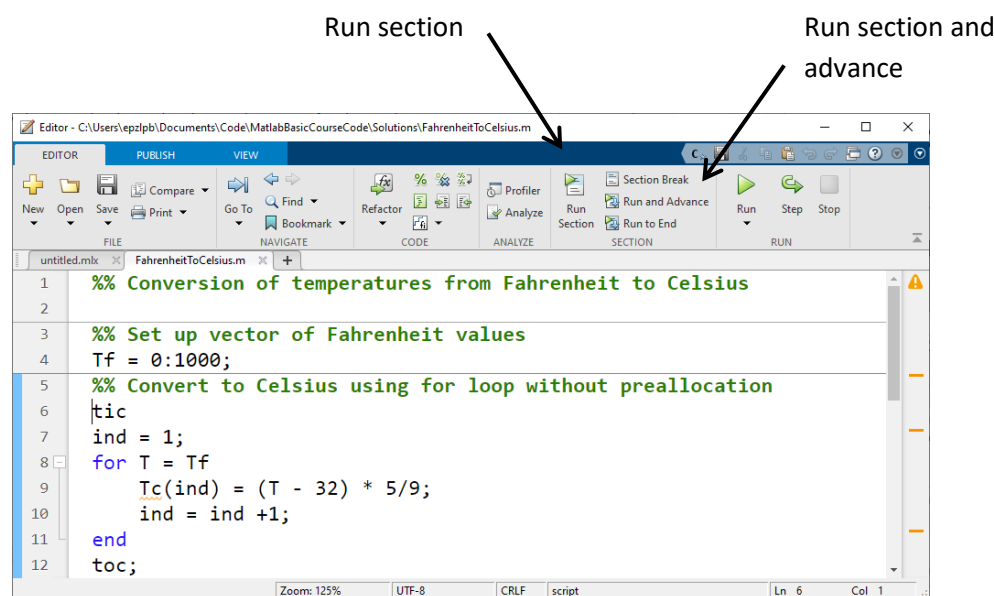 Run section
Run section and
advance
Editor - C:\Users\epzlpb\Documents\Code\MatlabBasicCourseCode\Solutions\FahrenheitToCelsius.m
EDITOR PUBLISH VIEW
New Open Save Compare Print
Go To Find Bookmark
Refactor
Profiler
Analyze
Run Section
Section Break
Run and Advance
Run to End
Run Step Stop
FILE NAVIGATE CODE ANALYZE SECTION RUN
untitled.mlx FahrenheitToCelsius.m
1 %% Conversion of temperatures from Fahrenheit to Celsius
2
3 %% Set up vector of Fahrenheit values
4 Tf = 0:1000;
5 %% Convert to Celsius using for loop without preallocation
6 tic
7 ind = 1;
8 for T = Tf
9 Tc(ind) = (T - 32) * 5/9;
10 ind = ind +1;
11 end
12 toc;
Zoom: 125% UTF-8 CRLF script Ln 6 Col 1